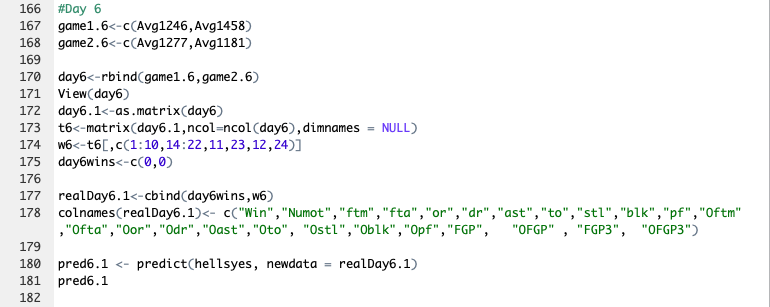 166 #Day 6
167 game1.6<-c(Avg1246,Avg1458)
168 game2.6<-c(Avg1277,Avg1181)
169
170 day6<-rbind(game1.6,game2.6)
171 View(day6)
172 day6.1<-as.matrix(day6)
173 t6<-matrix(day6.1,ncol=ncol(day6),dimnames = NULL)
174 w6<-t6[,c(1:10,14:22,11,23,12,24)]
175 day6wins<-c(0,0)
176
177 realDay6.1<-cbind(day6wins,w6)
178 colnames(realDay6.1)<- c("Win","Numot","ftm","fta","or","dr","ast","to","stl","blk","pf","Oftm"
,"Ofta","Oor","Odr","Oast","Oto", "Ostl","Oblk","Opf","FGP", "OFGP" , "FGP3", "OFGP3")
179
180 pred6.1 <- predict(hellsyes, newdata = realDay6.1)
181 pred6.1
182